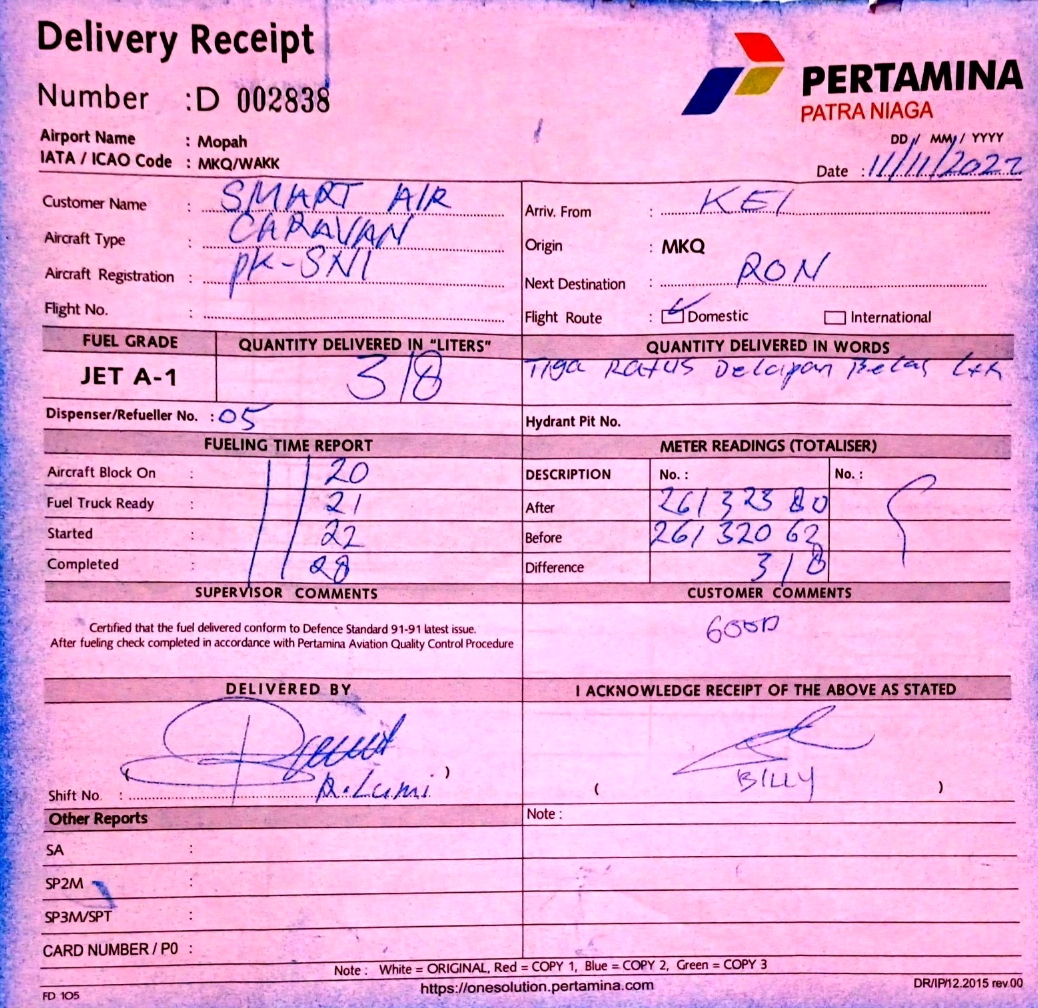 Delivery Receipt
Number : D 002838
PERTAMINA
PATRA NIAGA
Airport Name : Mopah
IATA / ICAO Code : MKQ/WAKK
DD / MM / YYYY
Date : 11/11/2022
Customer Name : SMART AIR
Aircraft Type : CARAVAN
Aircraft Registration : PK-SNI
Flight No. :
Arriv. From : KEI
Origin : MKQ
Next Destination : RON
Flight Route : Domestic International
FUEL GRADE QUANTITY DELIVERED IN "LITERS" QUANTITY DELIVERED IN WORDS
JET A-1 318 Tiga Ratus Delapan Belas Ltr
Dispenser/Refueller No. : 05 Hydrant Pit No.
FUELING TIME REPORT METER READINGS (TOTALISER)
Aircraft Block On : 20 DESCRIPTION No. : No. :
Fuel Truck Ready : 21 After 261 323 80
Started : 22 Before 261 320 62
Completed : 28 Difference 318
SUPERVISOR COMMENTS CUSTOMER COMMENTS
Certified that the fuel delivered conform to Defence Standard 91-91 latest issue.
After fueling check completed in accordance with Pertamina Aviation Quality Control Procedure
GOOD
DELIVERED BY I ACKNOWLEDGE RECEIPT OF THE ABOVE AS STATED
Shift No. : ( ) ( BILLY )
Other Reports Note :
SA :
SP2M :
SP3M/SPT :
CARD NUMBER / P0 :
Note : White = ORIGINAL, Red = COPY 1, Blue = COPY 2, Green = COPY 3
FD 105 https://onesolution.pertamina.com DR/IP/12.2015 rev.00